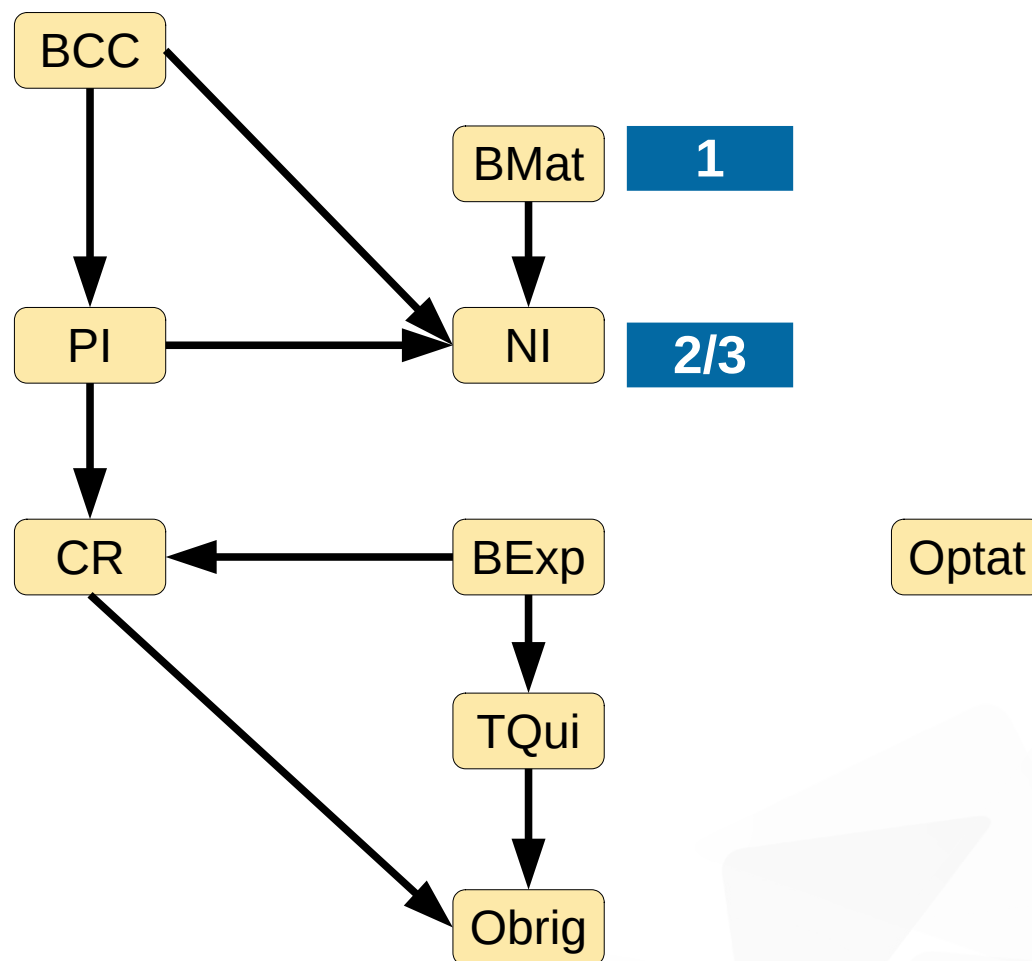 BCC
BMat
1
PI
NI
2/3
CR
BExp
Optat
TQui
Obrig